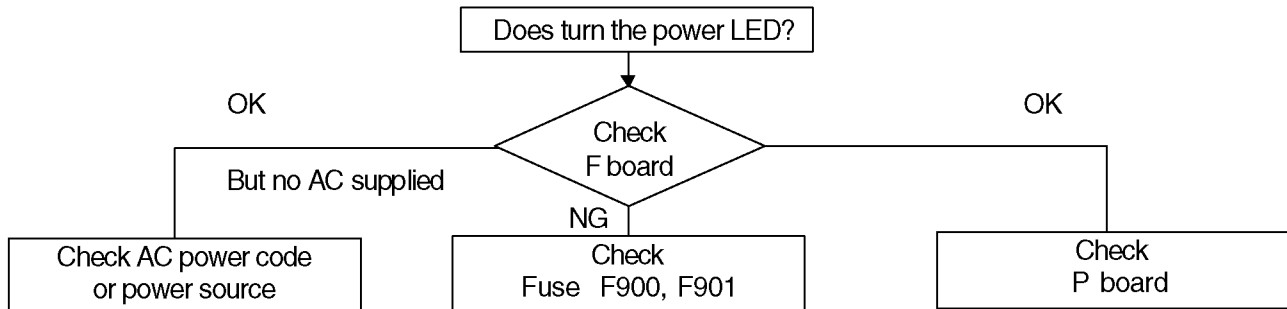 Does turn the power LED?
OK
OK
Check
F board
But no AC supplied
NG
Check AC power code
or power source
Check
Fuse F900, F901
Check
P board